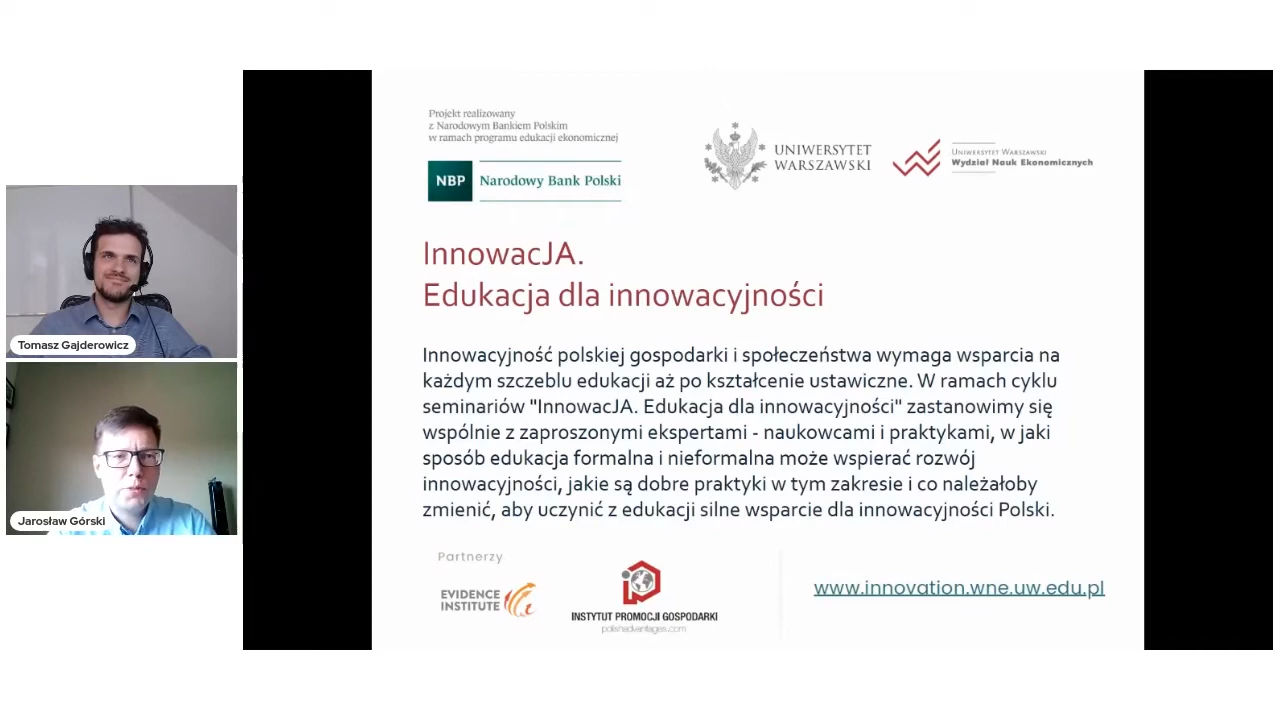 Projekt realizowany
z Narodowym Bankiem Polskim
w ramach programu edukacji ekonomicznej
NBP Narodowy Bank Polski
UNIWERSYTET
WARSZAWSKI
UNIWERSYTET WARSZAWSKI
Wydział Nauk Ekonomicznych
InnowacJA.
Edukacja dla innowacyjności
Tomasz Gajderowicz
Jarosław Górski
Innowacyjność polskiej gospodarki i społeczeństwa wymaga wsparcia na
każdym szczeblu edukacji aż po kształcenie ustawiczne. W ramach cyklu
seminariów "InnowacJA. Edukacja dla innowacyjności" zastanowimy się
wspólnie z zaproszonymi ekspertami - naukowcami i praktykami, w jaki
sposób edukacja formalna i nieformalna może wspierać rozwój
innowacyjności, jakie są dobre praktyki w tym zakresie i co należałoby
zmienić, aby uczynić z edukacji silne wsparcie dla innowacyjności Polski.
Partnerzy
EVIDENCE
INSTITUTE
INSTYTUT PROMOCJI GOSPODARKI
polishadvantages.com
www.innovation.wne.uw.edu.pl